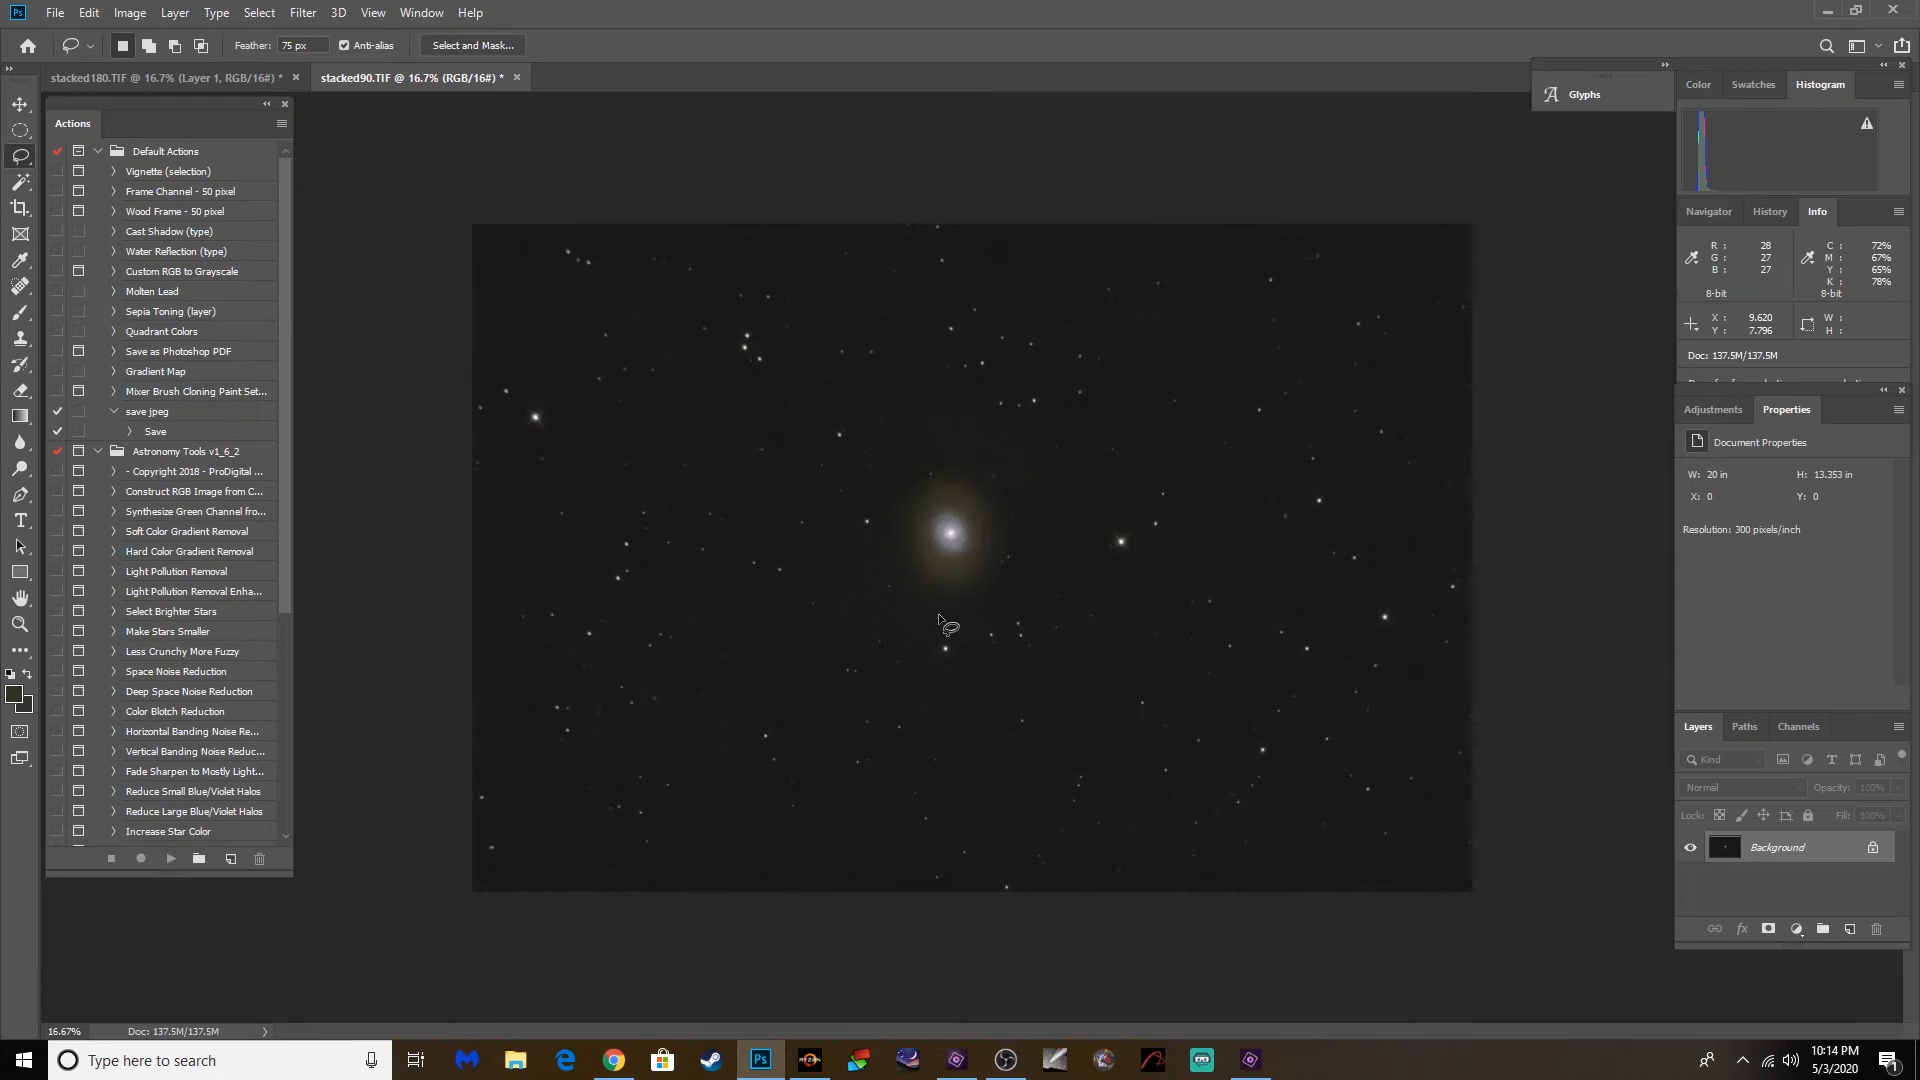 Ps File Edit Image Layer Type Select Filter 3D View Window Help
Feather: 75 px Anti-alias Select and Mask...
stacked180.TIF @ 16.7% (Layer 1, RGB/16#) * × stacked90.TIF @ 16.7% (RGB/16#) * ×
Actions
Default Actions
Vignette (selection)
Frame Channel - 50 pixel
Wood Frame - 50 pixel
Cast Shadow (type)
Water Reflection (type)
Custom RGB to Grayscale
Molten Lead
Sepia Toning (layer)
Quadrant Colors
Save as Photoshop PDF
Gradient Map
Mixer Brush Cloning Paint Set...
save jpeg
Save
Astronomy Tools v1_6_2
- Copyright 2018 - ProDigital ...
Construct RGB Image from C...
Synthesize Green Channel fro...
Soft Color Gradient Removal
Hard Color Gradient Removal
Light Pollution Removal
Light Pollution Removal Enha...
Select Brighter Stars
Make Stars Smaller
Less Crunchy More Fuzzy
Space Noise Reduction
Deep Space Noise Reduction
Color Blotch Reduction
Horizontal Banding Noise Re...
Vertical Banding Noise Reduc...
Fade Sharpen to Mostly Light...
Reduce Small Blue/Violet Halos
Reduce Large Blue/Violet Halos
Increase Star Color
Glyphs
Color Swatches Histogram
Navigator History Info
R : 28 C : 72%
G : 27 M : 67%
B : 27 Y : 65%
K : 78%
8-bit 8-bit
X : 9.620 W :
Y : 7.796 H :
Doc: 137.5M/137.5M
Adjustments Properties
Document Properties
W: 20 in H: 13.353 in
X: 0 Y: 0
Resolution: 300 pixels/inch
Layers Paths Channels
Kind
Normal Opacity: 100%
Lock: Fill: 100%
Background
16.67% Doc: 137.5M/137.5M
Type here to search
Ps
RYZEN
10:14 PM
5/3/2020
1